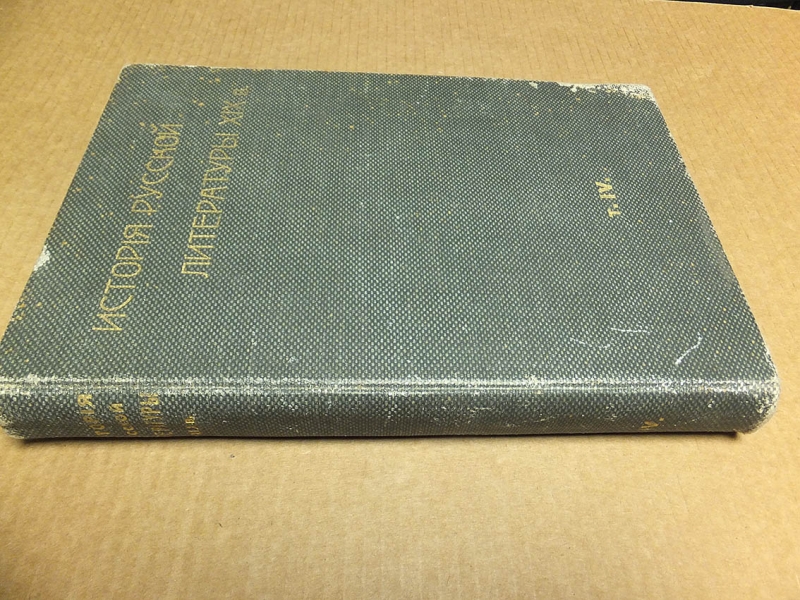 ИСТОРІЯ РУССКОЙ
ЛИТЕРАТУРЫ XIX в.
т. IV.